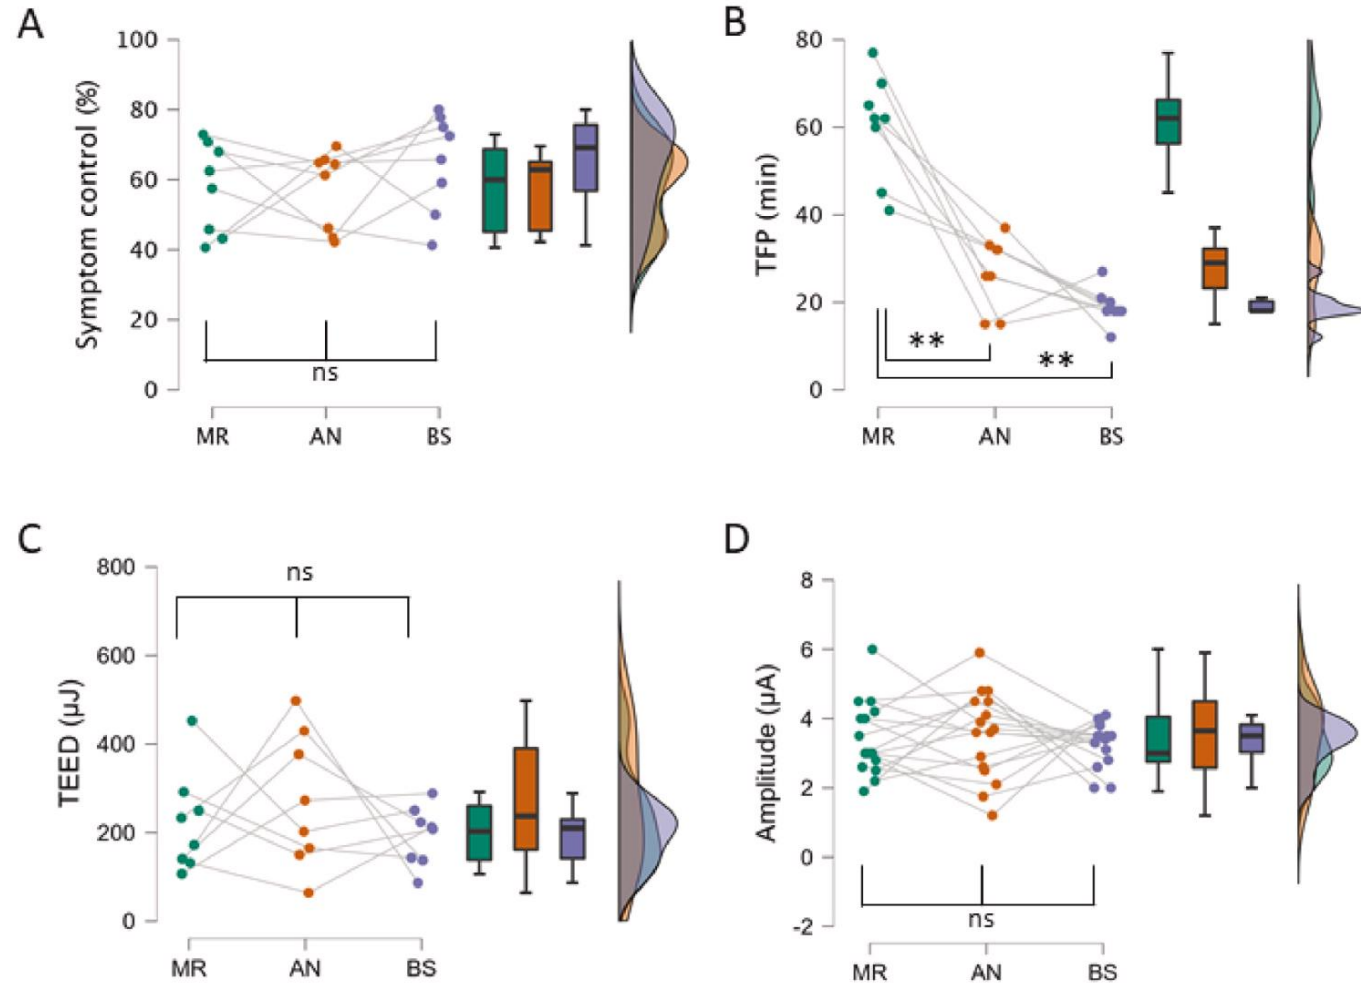 A
Symptom control (%)
100
80
60
40
20
0
ns
MR AN BS
B
TFP (min)
80
60
40
20
0
**
**
MR AN BS
C
TEED (µJ)
800
600
400
200
0
ns
MR AN BS
D
Amplitude (µA)
8
6
4
2
0
-2
ns
MR AN BS